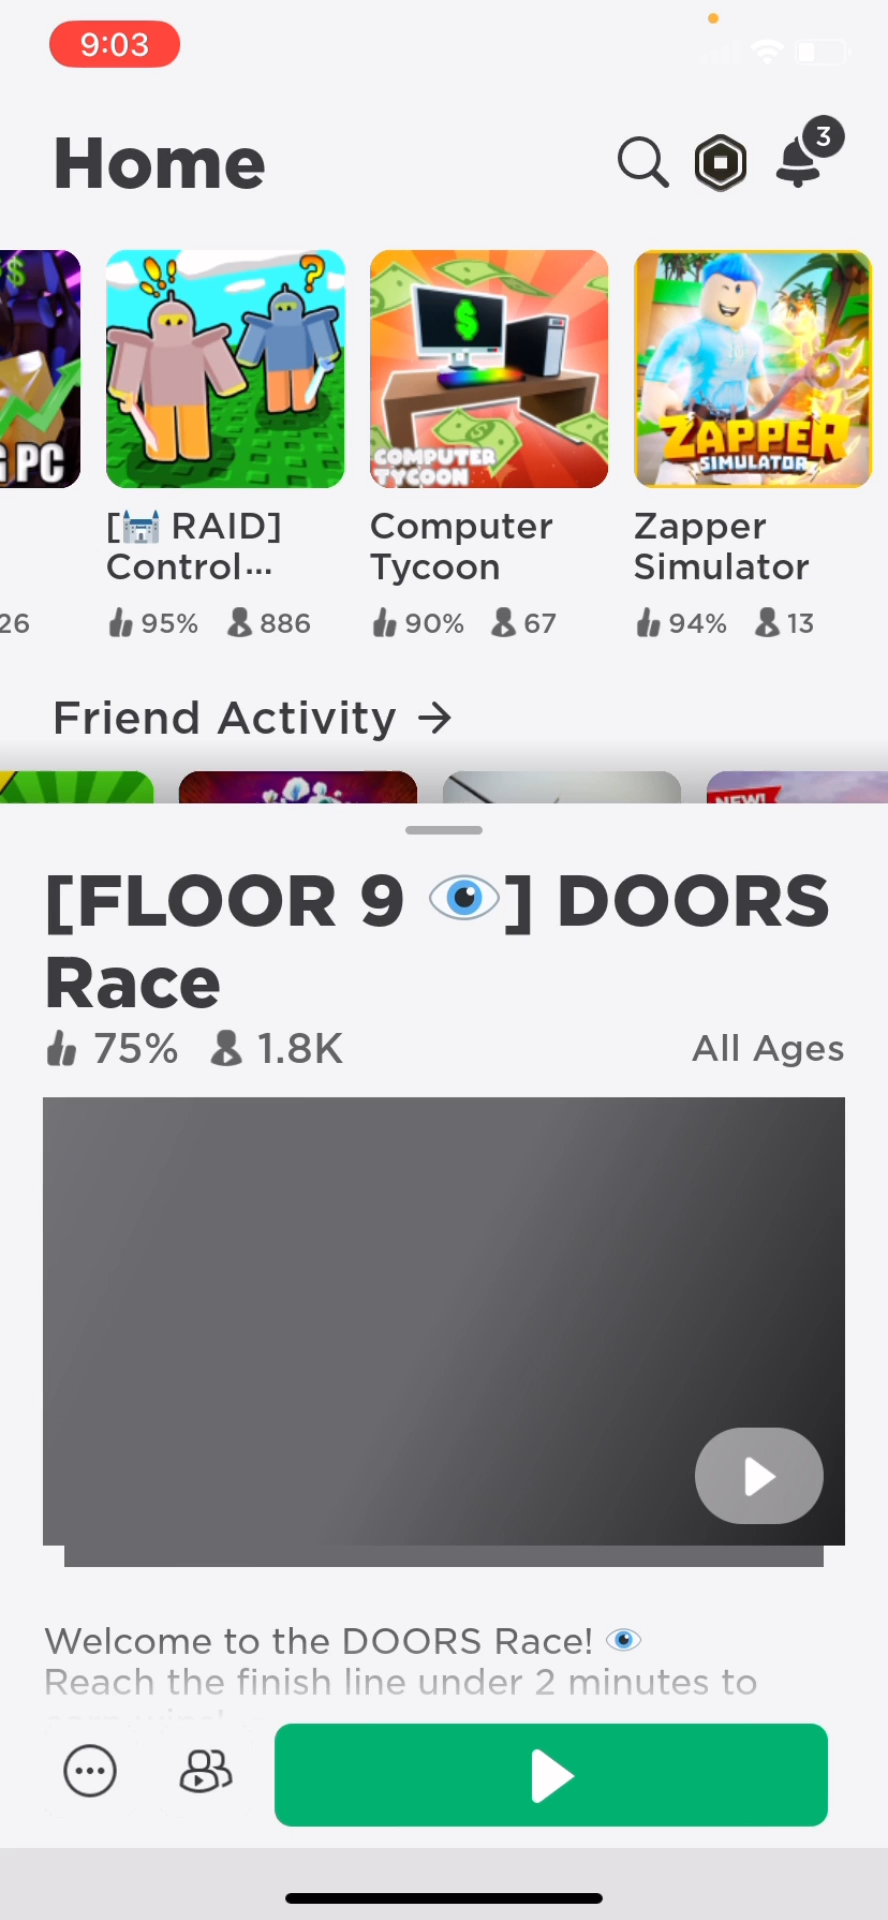 9:03
Home
3
$
G PC
!
?
$
COMPUTER
TYCOON
ZAPPER
SIMULATOR
[🏰 RAID]
Control...
Computer
Tycoon
Zapper
Simulator
26
95% 886
90% 67
94% 13
Friend Activity →
NEW!
[FLOOR 9 👁️] DOORS
Race
75% 1.8K
All Ages
Welcome to the DOORS Race! 👁️
Reach the finish line under 2 minutes to